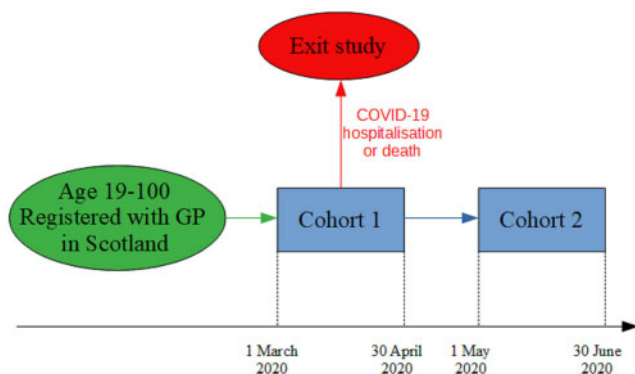 Exit study
COVID-19
hospitalisation
or death
Age 19-100
Registered with GP
in Scotland
Cohort 1
Cohort 2
1 March
2020
30 April
2020
1 May
2020
30 June
2020